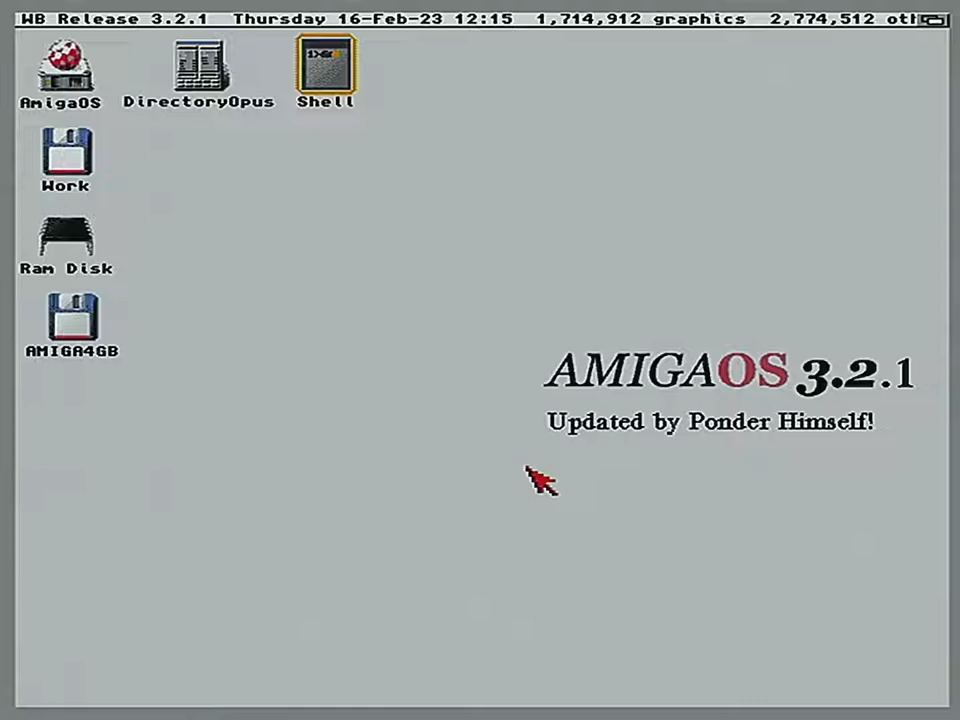 WB Release 3.2.1 Thursday 16-Feb-23 12:15 1,714,912 graphics 2,774,512 oth
AmigaOS DirectoryOpus Shell
Work
Ram Disk
AMIGA4GB
AMIGAOS 3.2.1
Updated by Ponder Himself!